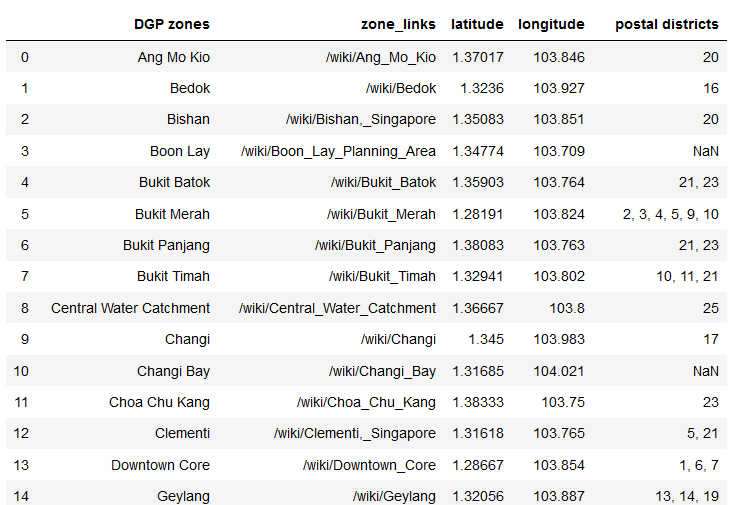 DGP zones zone_links latitude longitude postal districts
0 Ang Mo Kio /wiki/Ang_Mo_Kio 1.37017 103.846 20
1 Bedok /wiki/Bedok 1.3236 103.927 16
2 Bishan /wiki/Bishan,_Singapore 1.35083 103.851 20
3 Boon Lay /wiki/Boon_Lay_Planning_Area 1.34774 103.709 NaN
4 Bukit Batok /wiki/Bukit_Batok 1.35903 103.764 21, 23
5 Bukit Merah /wiki/Bukit_Merah 1.28191 103.824 2, 3, 4, 5, 9, 10
6 Bukit Panjang /wiki/Bukit_Panjang 1.38083 103.763 21, 23
7 Bukit Timah /wiki/Bukit_Timah 1.32941 103.802 10, 11, 21
8 Central Water Catchment /wiki/Central_Water_Catchment 1.36667 103.8 25
9 Changi /wiki/Changi 1.345 103.983 17
10 Changi Bay /wiki/Changi_Bay 1.31685 104.021 NaN
11 Choa Chu Kang /wiki/Choa_Chu_Kang 1.38333 103.75 23
12 Clementi /wiki/Clementi,_Singapore 1.31618 103.765 5, 21
13 Downtown Core /wiki/Downtown_Core 1.28667 103.854 1, 6, 7
14 Geylang /wiki/Geylang 1.32056 103.887 13, 14, 19